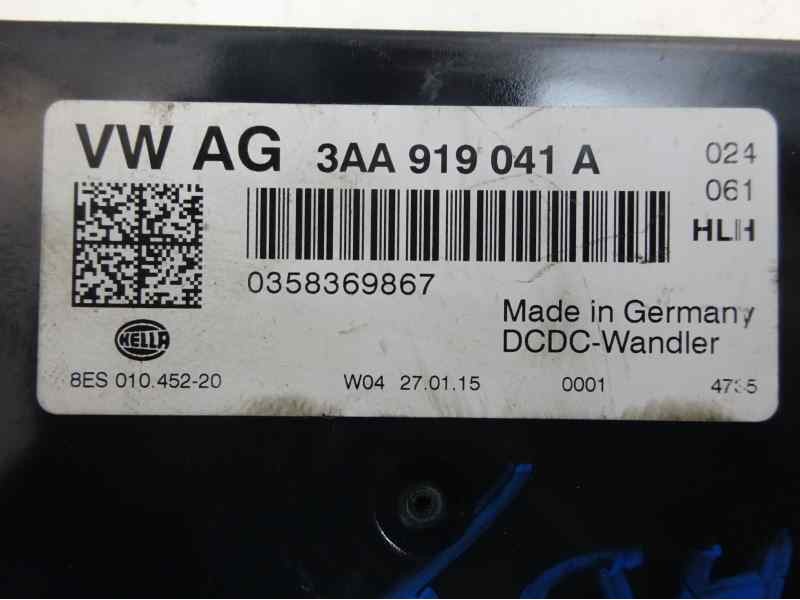 VW AG 3AA 919 041 A 024
061
HLH
0358369867
Made in Germany
DCDC-Wandler
HELLA
8ES 010.452-20 W04 27.01.15 0001 4735